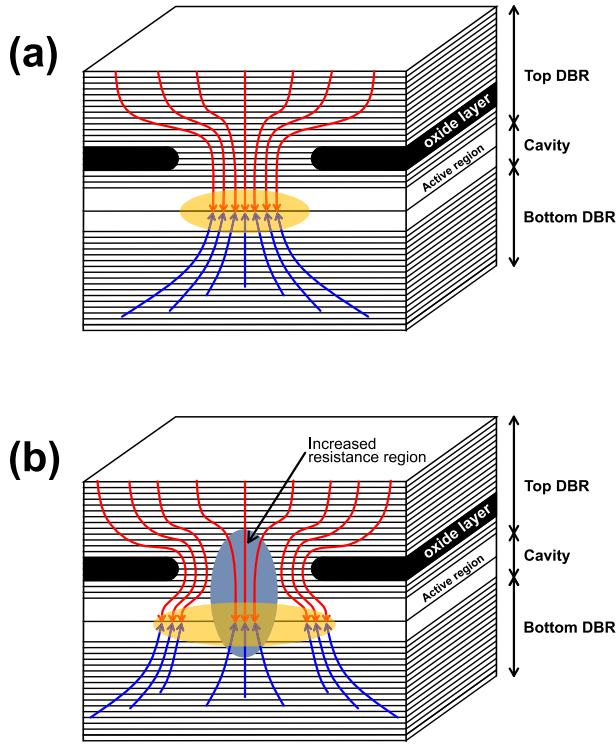 (a)
Top DBR
oxide layer
Cavity
Active region
Bottom DBR
(b)
Increased
resistance region
Top DBR
oxide layer
Cavity
Active region
Bottom DBR